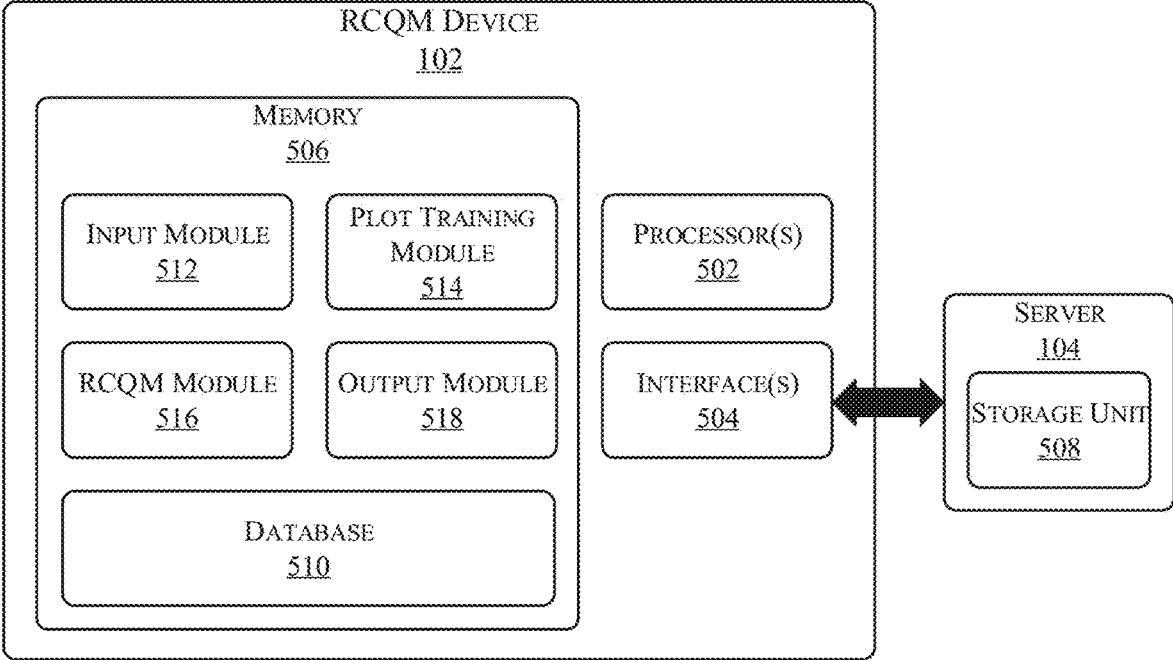 RCQM DEVICE
102
MEMORY
506
INPUT MODULE
512
PLOT TRAINING
MODULE
514
PROCESSOR(S)
502
RCQM MODULE
516
OUTPUT MODULE
518
INTERFACE(S)
504
DATABASE
510
SERVER
104
STORAGE UNIT
508